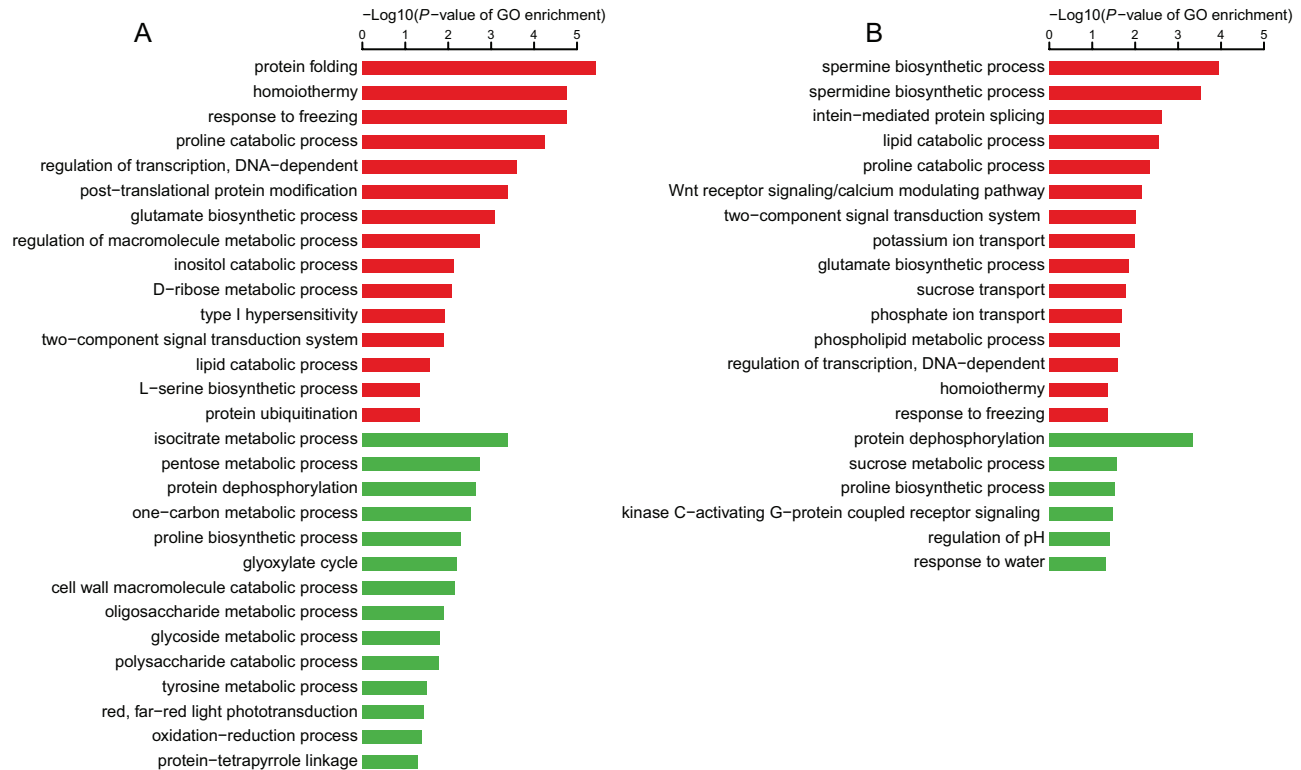 A
−Log10(P−value of GO enrichment)
0 1 2 3 4 5
protein folding
homoiothermy
response to freezing
proline catabolic process
regulation of transcription, DNA−dependent
post−translational protein modification
glutamate biosynthetic process
regulation of macromolecule metabolic process
inositol catabolic process
D−ribose metabolic process
type I hypersensitivity
two−component signal transduction system
lipid catabolic process
L−serine biosynthetic process
protein ubiquitination
isocitrate metabolic process
pentose metabolic process
protein dephosphorylation
one−carbon metabolic process
proline biosynthetic process
glyoxylate cycle
cell wall macromolecule catabolic process
oligosaccharide metabolic process
glycoside metabolic process
polysaccharide catabolic process
tyrosine metabolic process
red, far−red light phototransduction
oxidation−reduction process
protein−tetrapyrrole linkage
B
−Log10(P−value of GO enrichment)
0 1 2 3 4 5
spermine biosynthetic process
spermidine biosynthetic process
intein−mediated protein splicing
lipid catabolic process
proline catabolic process
Wnt receptor signaling/calcium modulating pathway
two−component signal transduction system
potassium ion transport
glutamate biosynthetic process
sucrose transport
phosphate ion transport
phospholipid metabolic process
regulation of transcription, DNA−dependent
homoiothermy
response to freezing
protein dephosphorylation
sucrose metabolic process
proline biosynthetic process
kinase C−activating G−protein coupled receptor signaling
regulation of pH
response to water